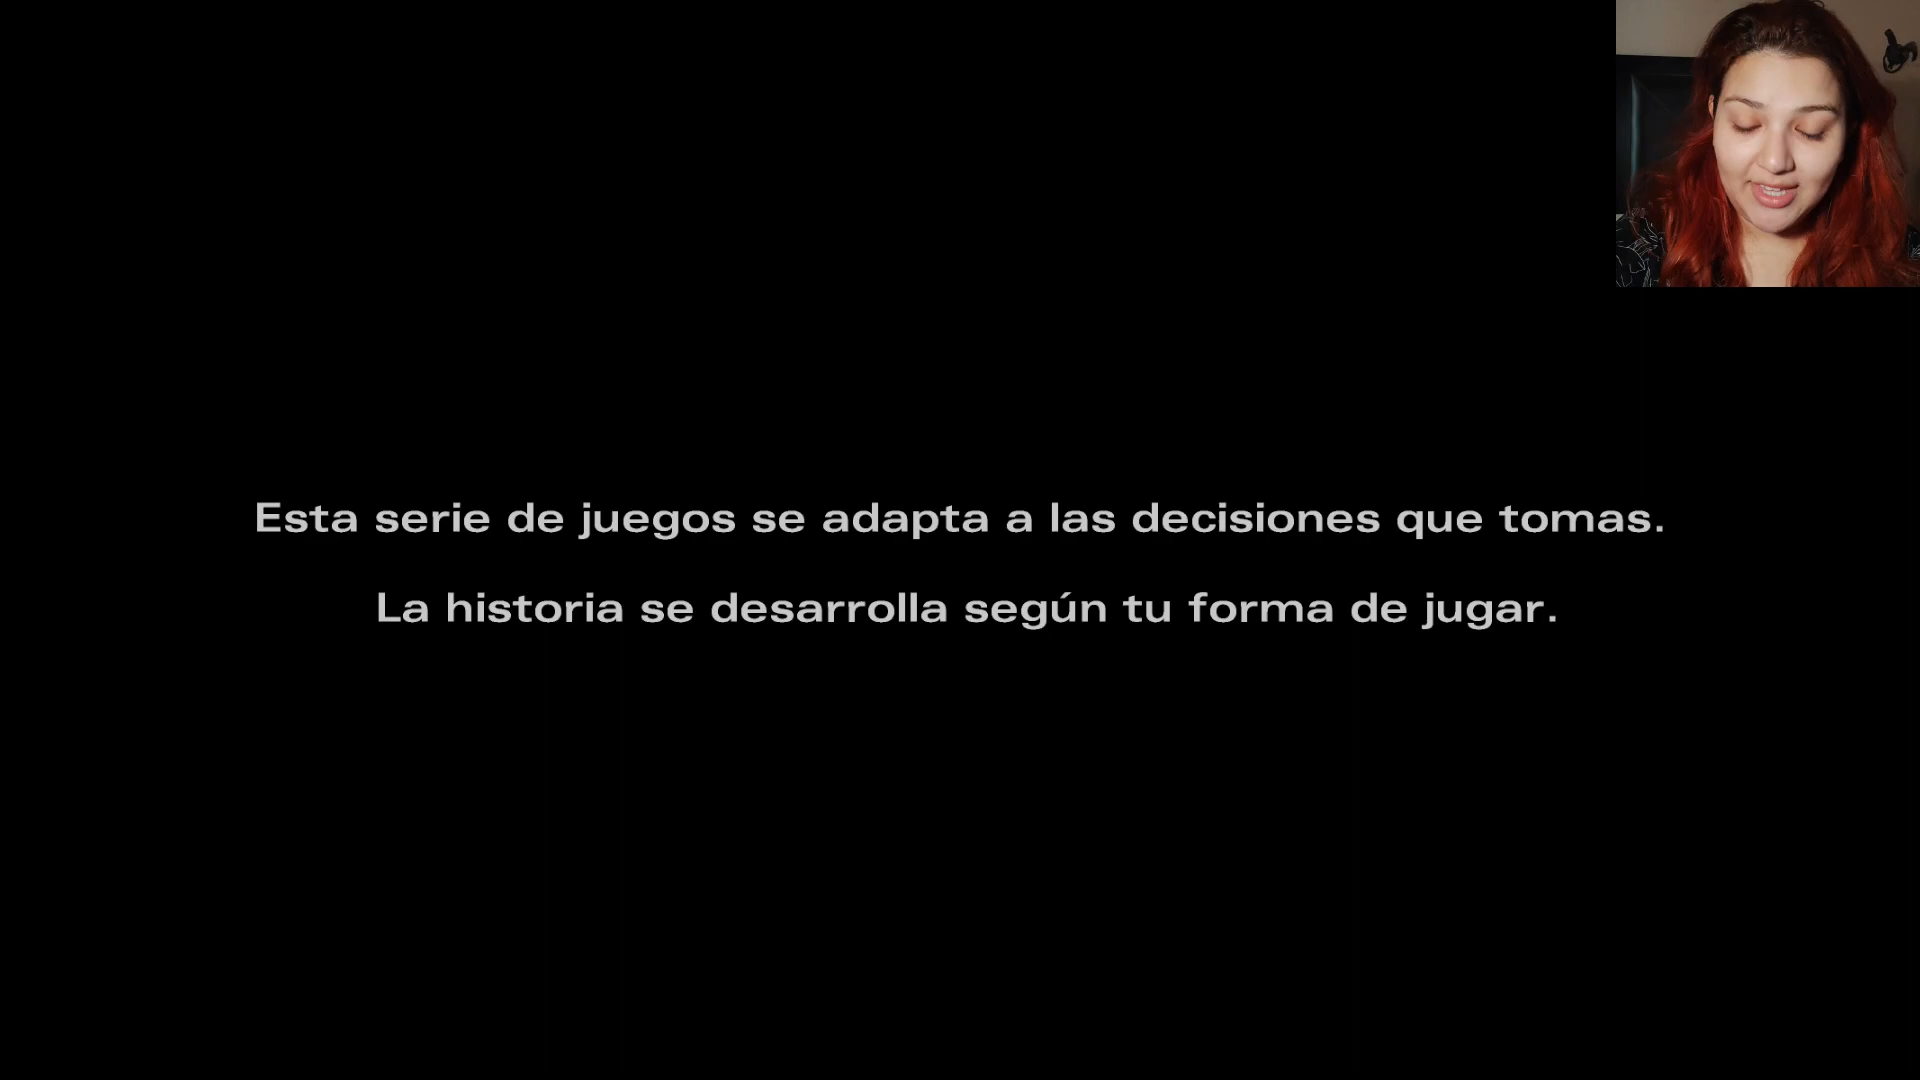 Esta serie de juegos se adapta a las decisiones que tomas.
La historia se desarrolla según tu forma de jugar.